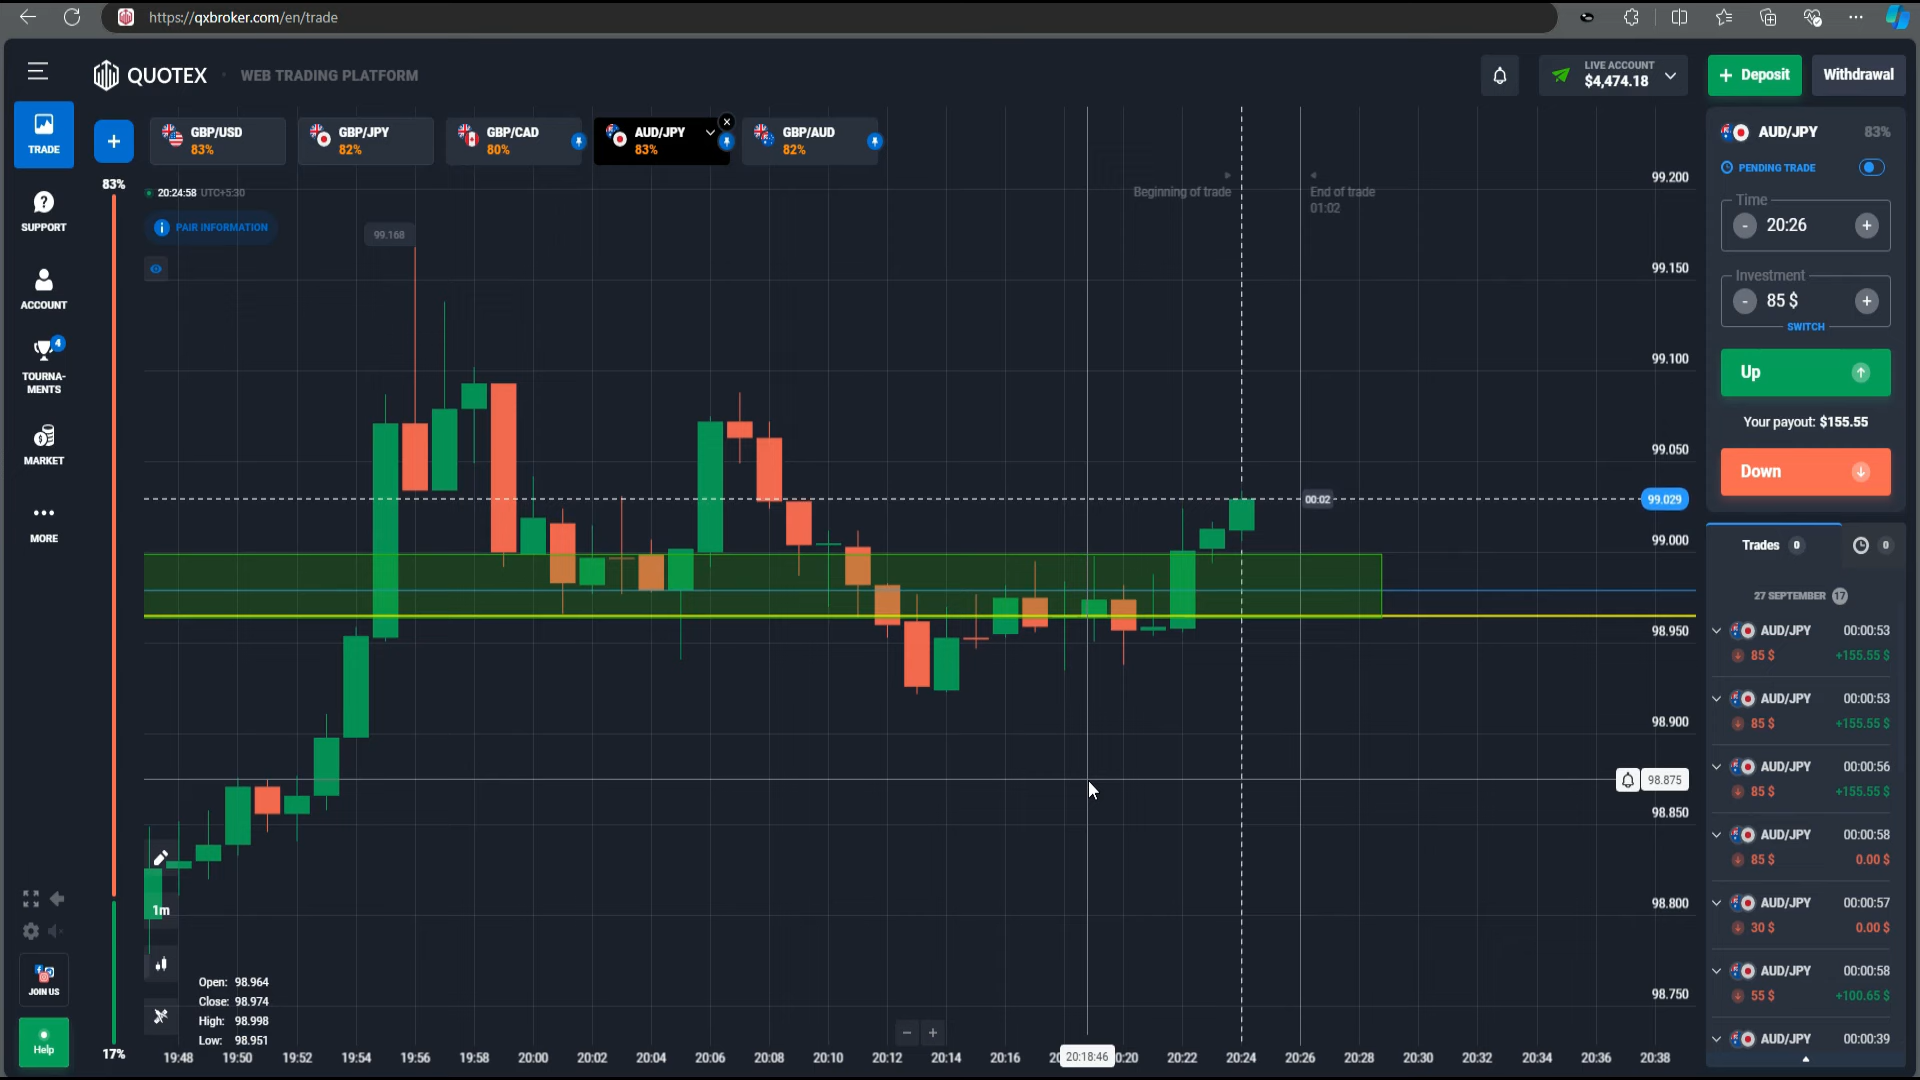 https://qxbroker.com/en/trade
QUOTEX
WEB TRADING PLATFORM
LIVE ACCOUNT
$4,474.18
+ Deposit
Withdrawal
TRADE
SUPPORT
ACCOUNT
4
TOURNA-
MENTS
MARKET
MORE
JOIN US
Help
+
GBP/USD
83%
GBP/JPY
82%
GBP/CAD
80%
AUD/JPY
83%
GBP/AUD
82%
83%
17%
20:24:58 UTC+5:30
PAIR INFORMATION
99.168
Beginning of trade
End of trade
01:02
00:02
99.200
99.150
99.100
99.050
99.029
99.000
98.950
98.900
98.875
98.850
98.800
98.750
1m
Open: 98.964
Close: 98.974
High: 98.998
Low: 98.951
19:48 19:50 19:52 19:54 19:56 19:58 20:00 20:02 20:04 20:06 20:08 20:10 20:12 20:14 20:16 20:18:46 20:22 20:24 20:26 20:28 20:30 20:32 20:34 20:36 20:38
AUD/JPY 83%
PENDING TRADE
Time
- 20:26 +
Investment
- 85 $ +
SWITCH
Up
Your payout: $155.55
Down
Trades 0
0
27 SEPTEMBER 17
AUD/JPY 00:00:53
85 $ +155.55 $
AUD/JPY 00:00:53
85 $ +155.55 $
AUD/JPY 00:00:56
85 $ +155.55 $
AUD/JPY 00:00:58
85 $ 0.00 $
AUD/JPY 00:00:57
30 $ 0.00 $
AUD/JPY 00:00:58
55 $ +100.65 $
AUD/JPY 00:00:39